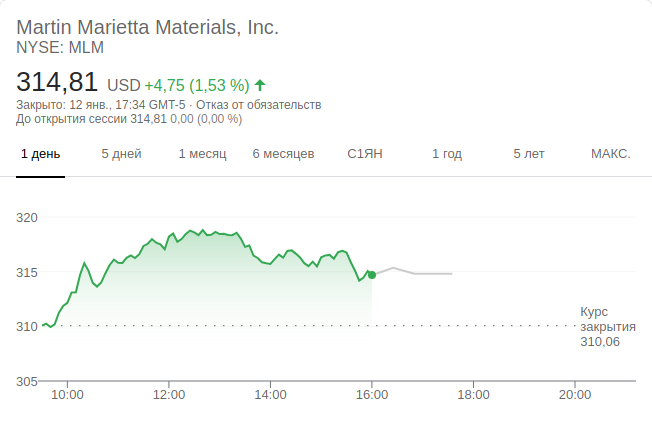 Martin Marietta Materials, Inc.
NYSE: MLM
314,81 USD +4,75 (1,53 %)
Закрыто: 12 янв., 17:34 GMT-5 · Отказ от обязательств
До открытия сессии 314,81 0,00 (0,00 %)
1 день 5 дней 1 месяц 6 месяцев С1ЯН 1 год 5 лет МАКС.
320
315
310
305
Курс
закрытия
310,06
10:00 12:00 14:00 16:00 18:00 20:00